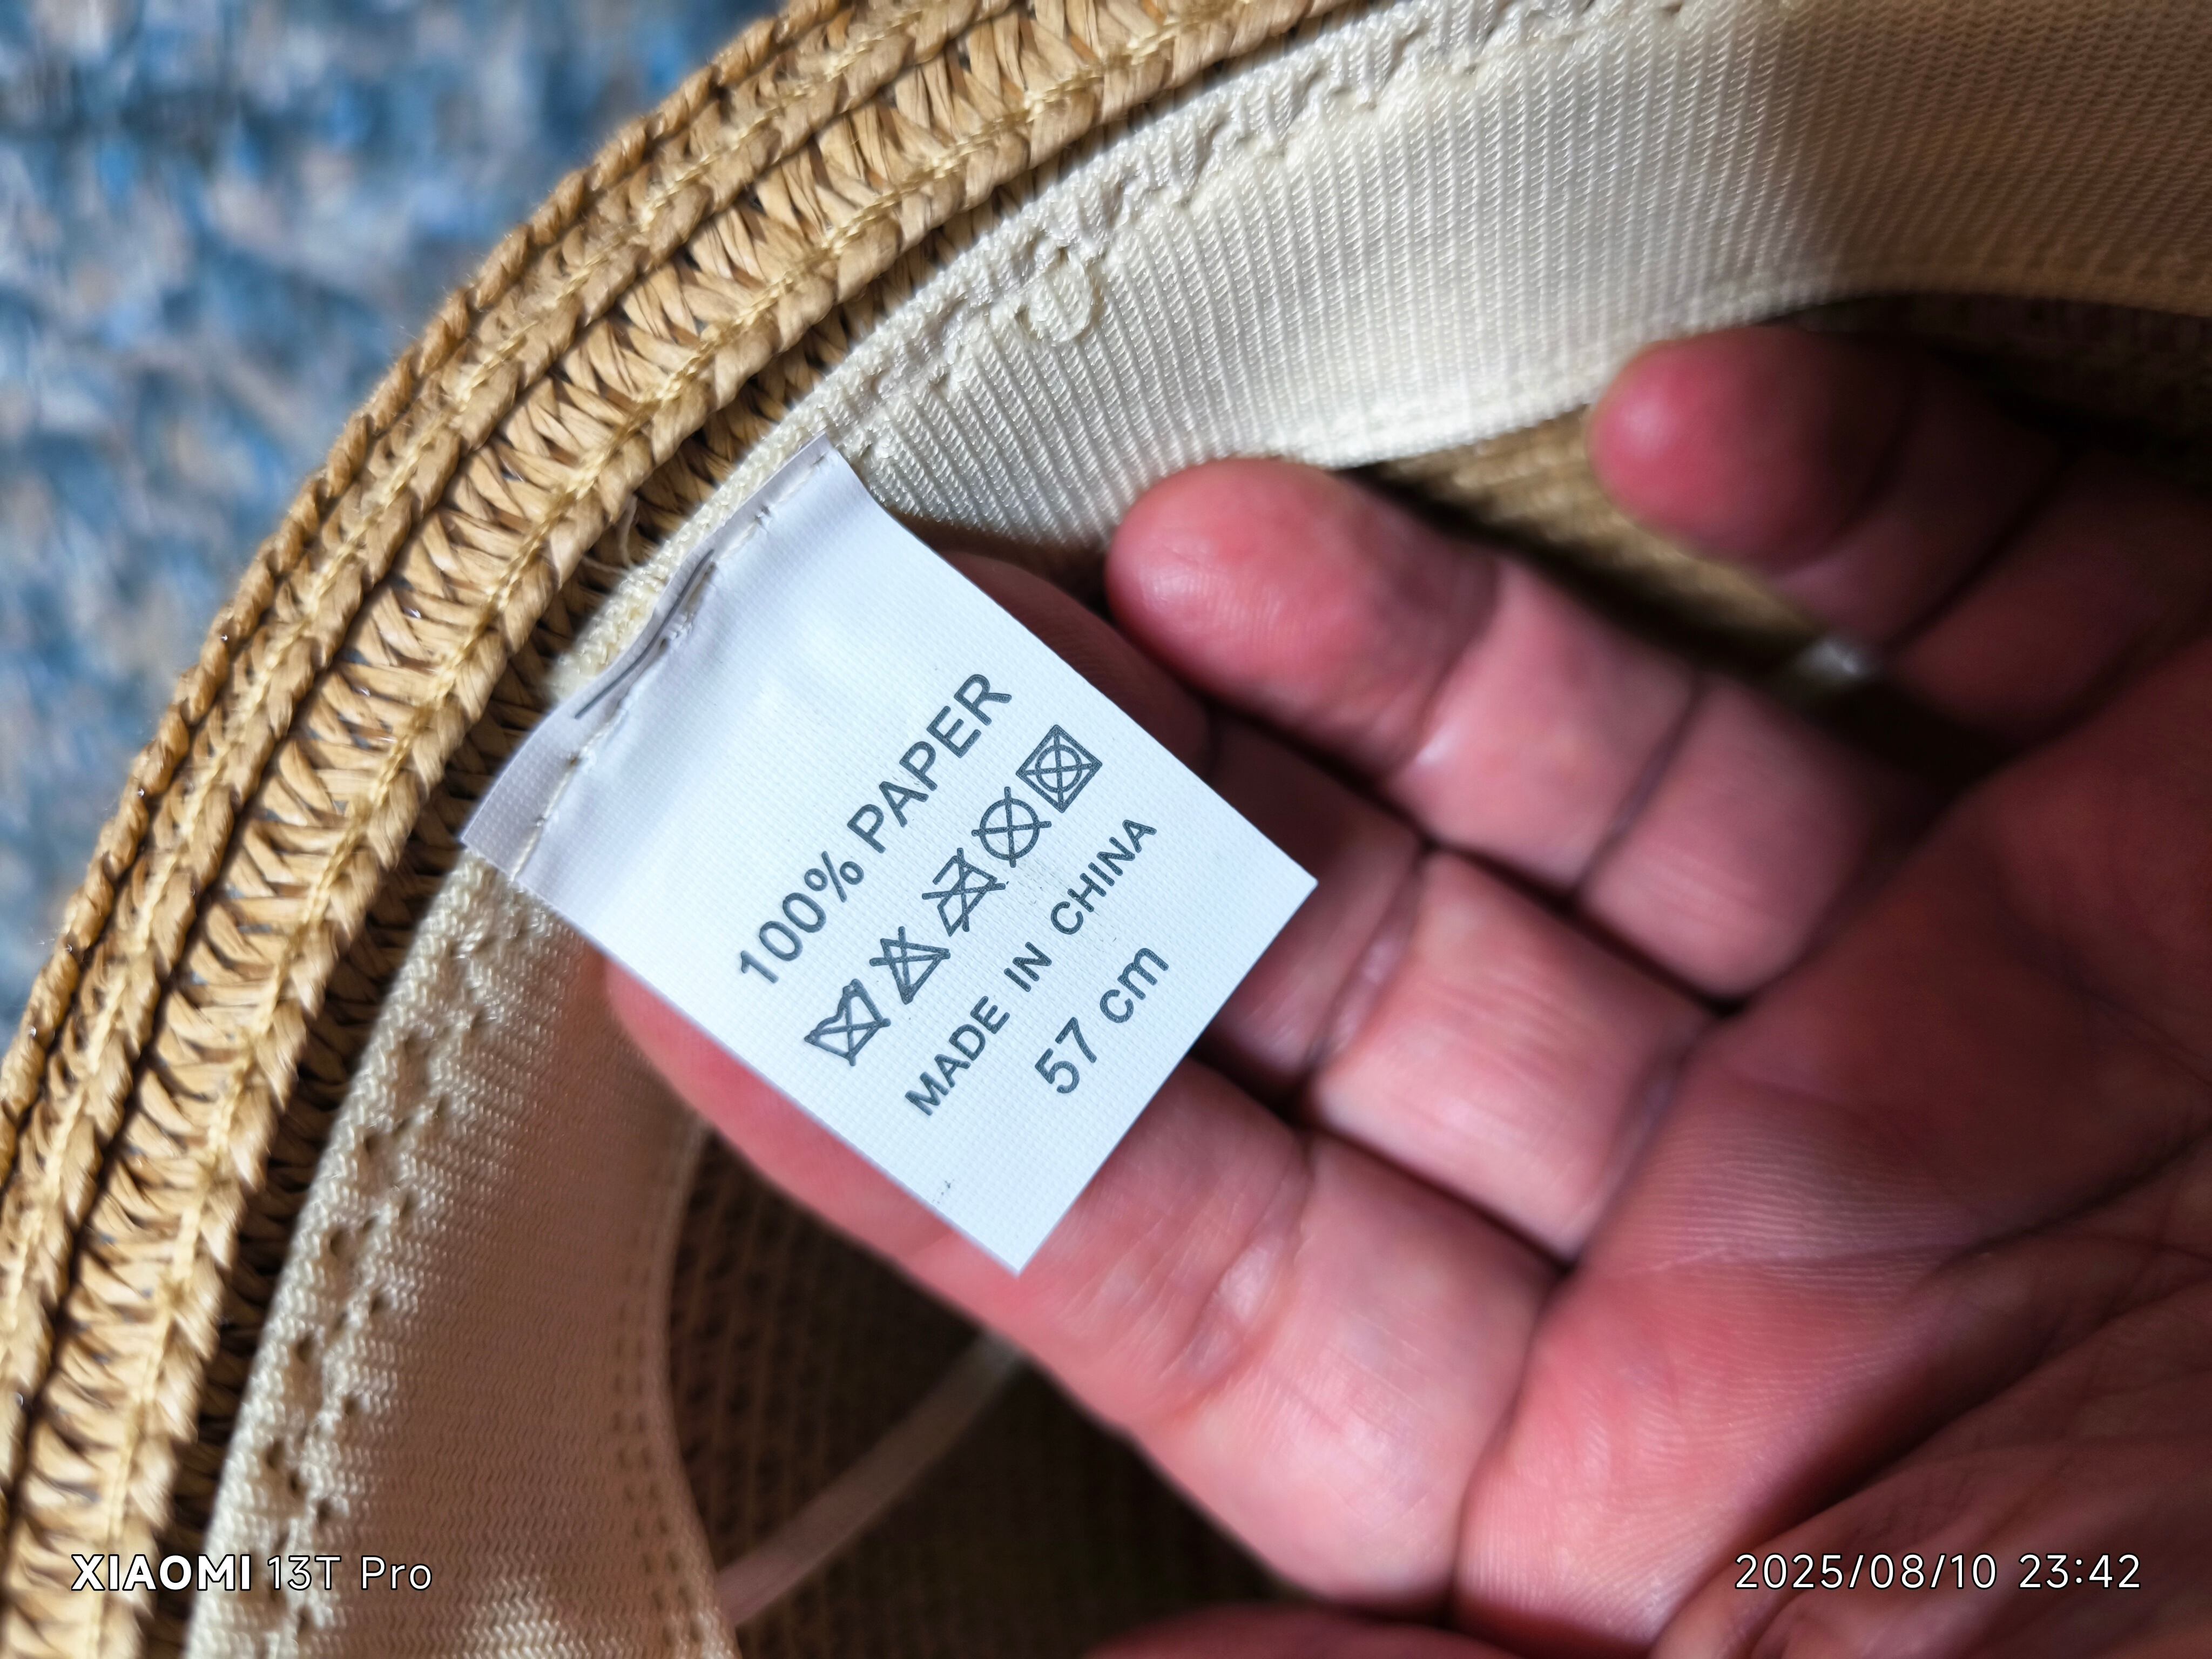 100% PAPER
MADE IN CHINA
57 cm
XIAOMI 13T Pro
2025/08/10 23:42